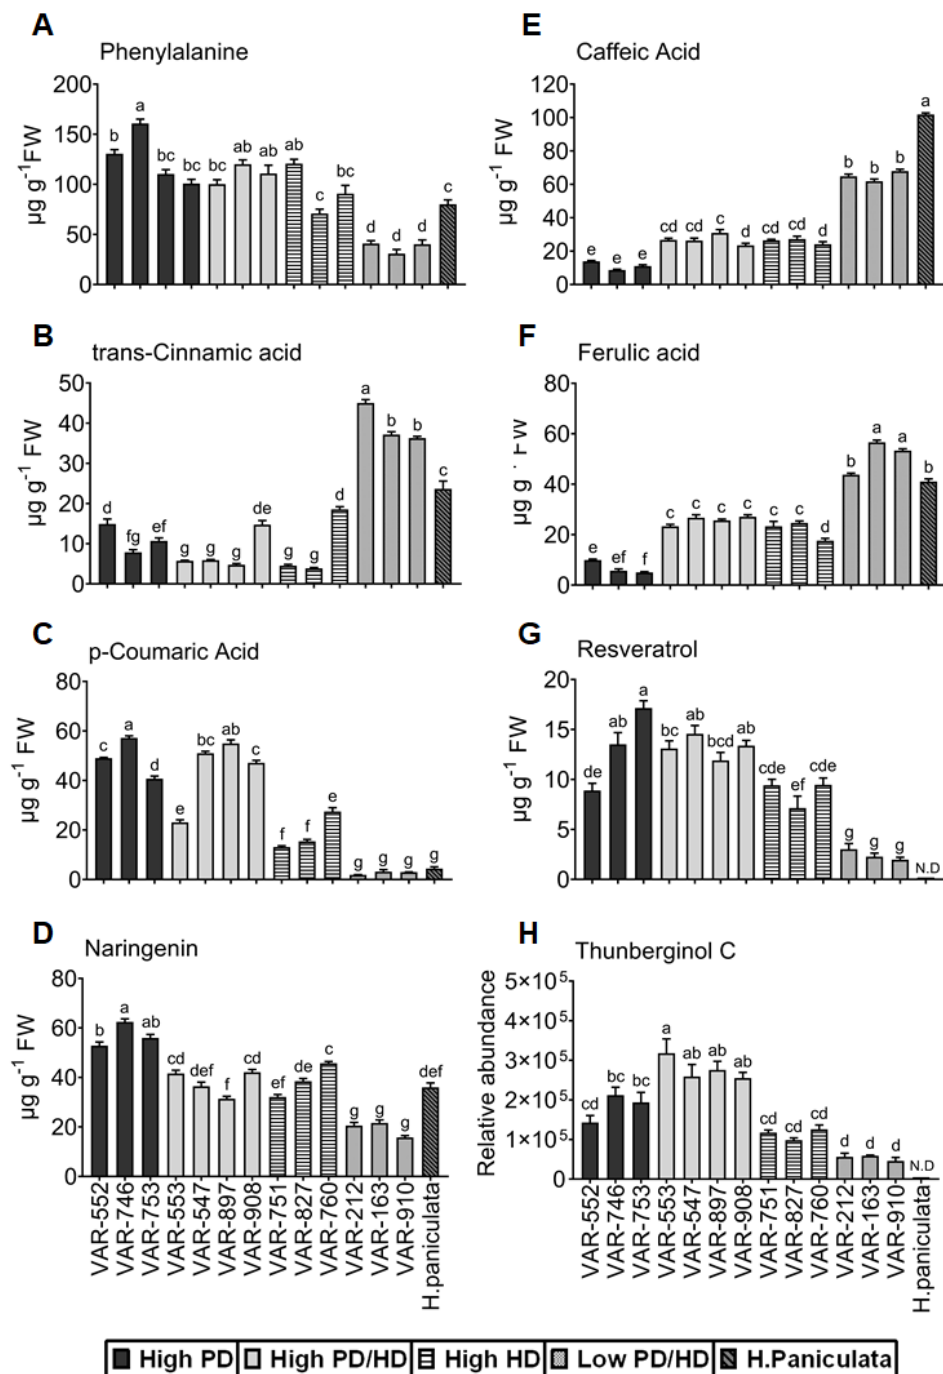 A
Phenylalanine
µg g⁻¹FW
200
150
100
50
0
b a bc bc bc ab ab ab c bc d d d c
B
trans-Cinnamic acid
µg g⁻¹ FW
50
40
30
20
10
0
d fg ef g g g de g g d a b b c
C
p-Coumaric Acid
µg g⁻¹ FW
80
60
40
20
0
c a d e bc ab c f f e g g g g
D
Naringenin
µg g⁻¹ FW
80
60
40
20
0
b a ab cd def f cd ef de c g g g def
VAR-552
VAR-746
VAR-753
VAR-553
VAR-547
VAR-897
VAR-908
VAR-751
VAR-827
VAR-760
VAR-212
VAR-163
VAR-910
H.paniculata
E
Caffeic Acid
µg g⁻¹ FW
120
100
80
60
40
20
0
e e e cd cd c d cd cd d b b b a
F
Ferulic acid
µg g⁻¹ FW
80
60
40
20
0
e ef f c c c c c c d b a a b
G
Resveratrol
µg g⁻¹ FW
20
15
10
5
0
de ab a bc ab bcd ab cde ef cde g g g N.D
H
Thunberginol C
Relative abundance
5×10⁵
4×10⁵
3×10⁵
2×10⁵
1×10⁵
0
cd bc bc a ab ab ab cd cd cd d d d N.D
VAR-552
VAR-746
VAR-753
VAR-553
VAR-547
VAR-897
VAR-908
VAR-751
VAR-827
VAR-760
VAR-212
VAR-163
VAR-910
H.paniculata
High PD High PD/HD High HD Low PD/HD H.Paniculata